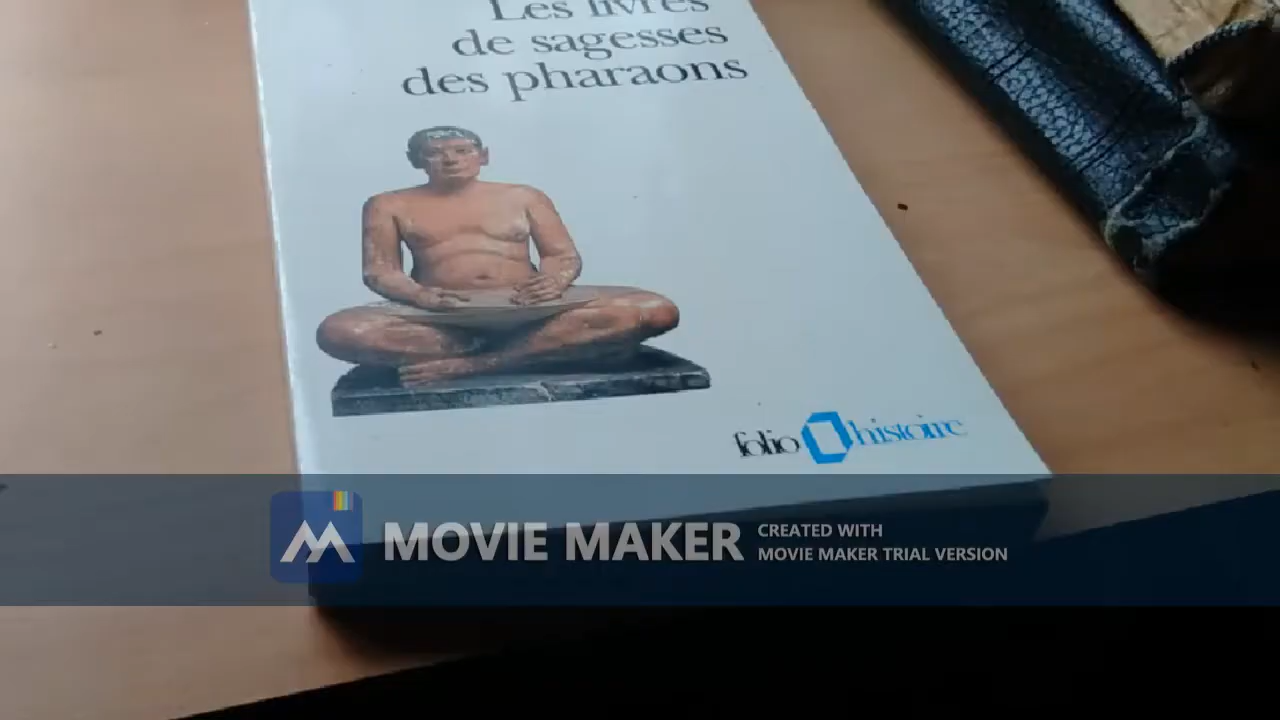 Les livres
de sagesses
des pharaons
folio histoire
MOVIE MAKER
CREATED WITH
MOVIE MAKER TRIAL VERSION